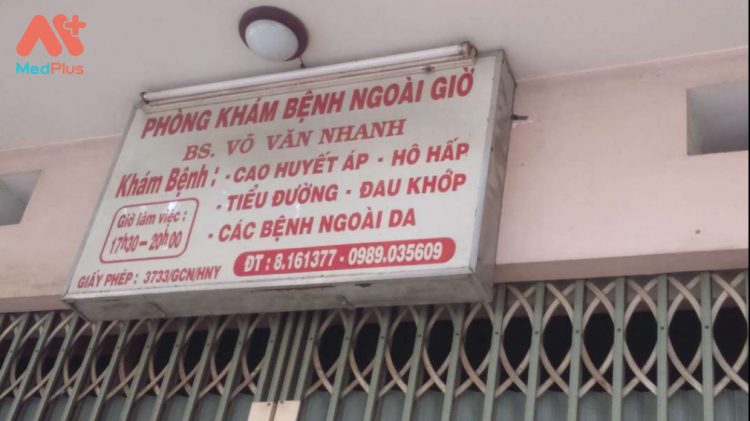 MedPlus
PHÒNG KHÁM BỆNH NGOÀI GIỜ
BS. VÕ VĂN NHANH
Khám Bệnh : - CAO HUYẾT ÁP - HÔ HẤP
- TIỂU ĐƯỜNG - ĐAU KHỚP
- CÁC BỆNH NGOÀI DA
Giờ làm việc :
17h30 - 20h00
ĐT : 8.161377 - 0989.035609
GIẤY PHÉP : 3733/GCN/HNY